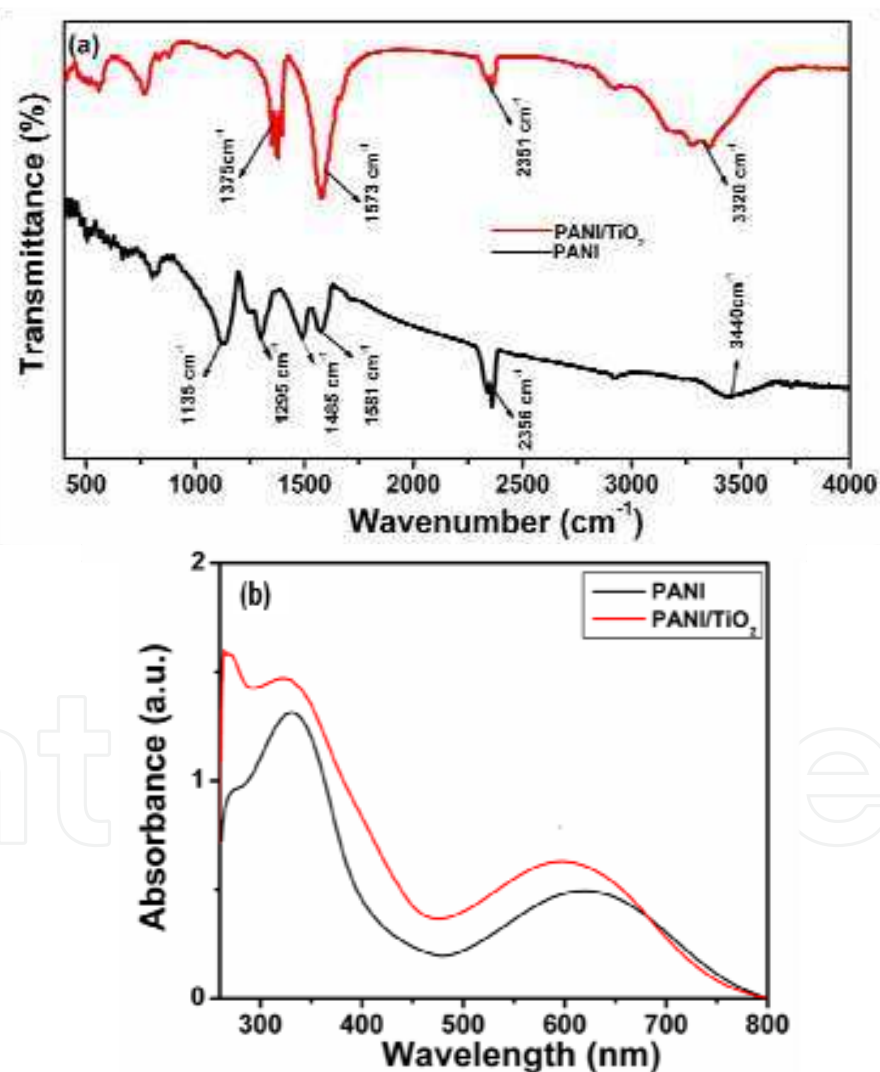 (a)
Transmittance (%)
1375cm⁻¹
1573 cm⁻¹
2351 cm⁻¹
3320 cm⁻¹
PANI/TiO₂
PANI
1135 cm⁻¹
1295 cm⁻¹
1485 cm⁻¹
1581 cm⁻¹
2356 cm⁻¹
3440cm⁻¹
500 1000 1500 2000 2500 3000 3500 4000
Wavenumber (cm⁻¹)
(b)
PANI
PANI/TiO₂
Absorbance (a.u.)
2
1
0
300 400 500 600 700 800
Wavelength (nm)